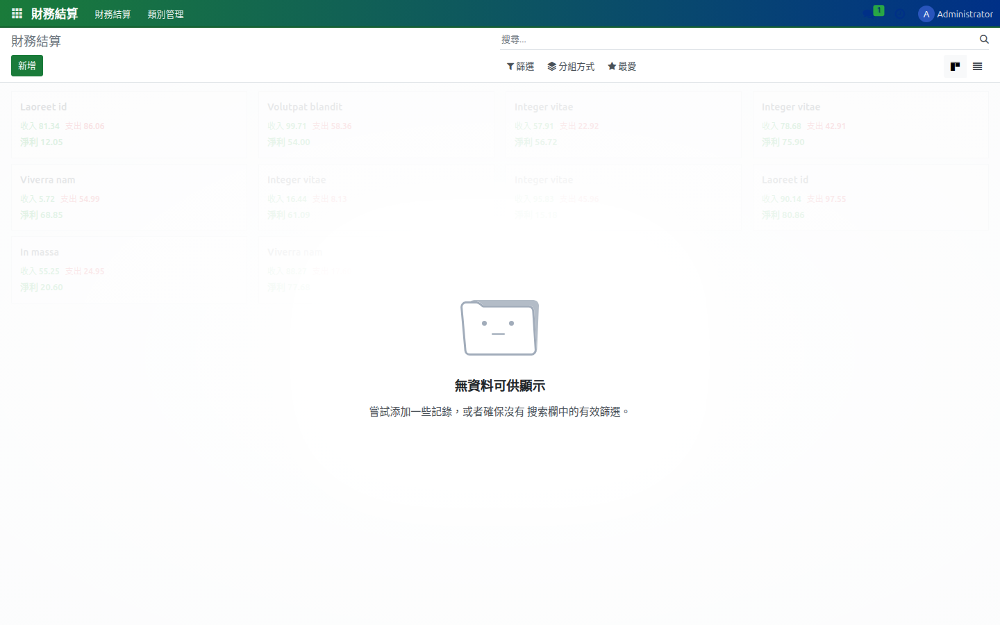 財務結算 財務結算 類別管理 1 A Administrator
財務結算 搜尋...
新增 篩選 分組方式 最愛
Laoreet id Volutpat blandit Integer vitae Integer vitae
收入 81.34 支出 86.06 收入 99.71 支出 58.36 收入 57.91 支出 22.92 收入 78.68 支出 42.91
淨利 12.05 淨利 54.00 淨利 56.72 淨利 75.90
Viverra nam Integer vitae Integer vitae Laoreet id
收入 5.72 支出 54.99 收入 16.44 支出 收入 支出 收入 90.14 支出 97.55
淨利 68.85 淨利 61.09 淨利 淨利 80.86
In massa Viverra nam
收入 55.25 支出 24.95 收入 支出
淨利 20.60 淨利
無資料可供顯示
嘗試添加一些記錄，或者確保沒有 搜索欄中的有效篩選。